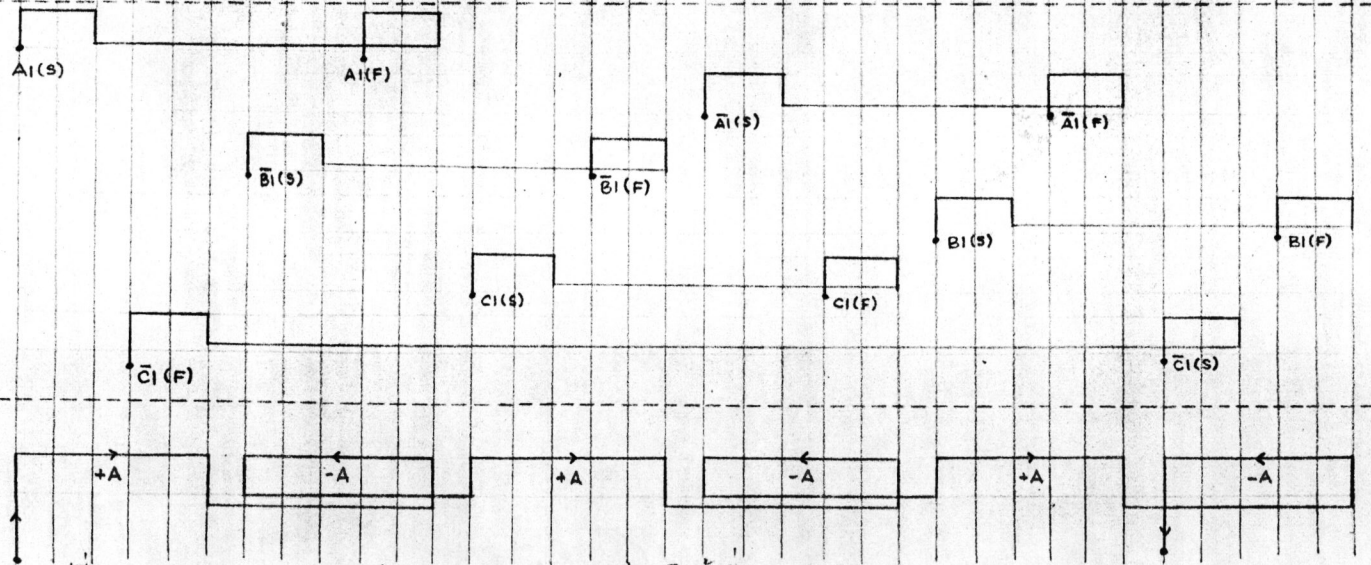 A1(S) A1(F)
Ā1(S) Ā1(F)
B̄1(S) B̄1(F)
B1(S) B1(F)
C1(S) C1(F)
C̄1(F) C̄1(S)
+A -A +A -A +A -A